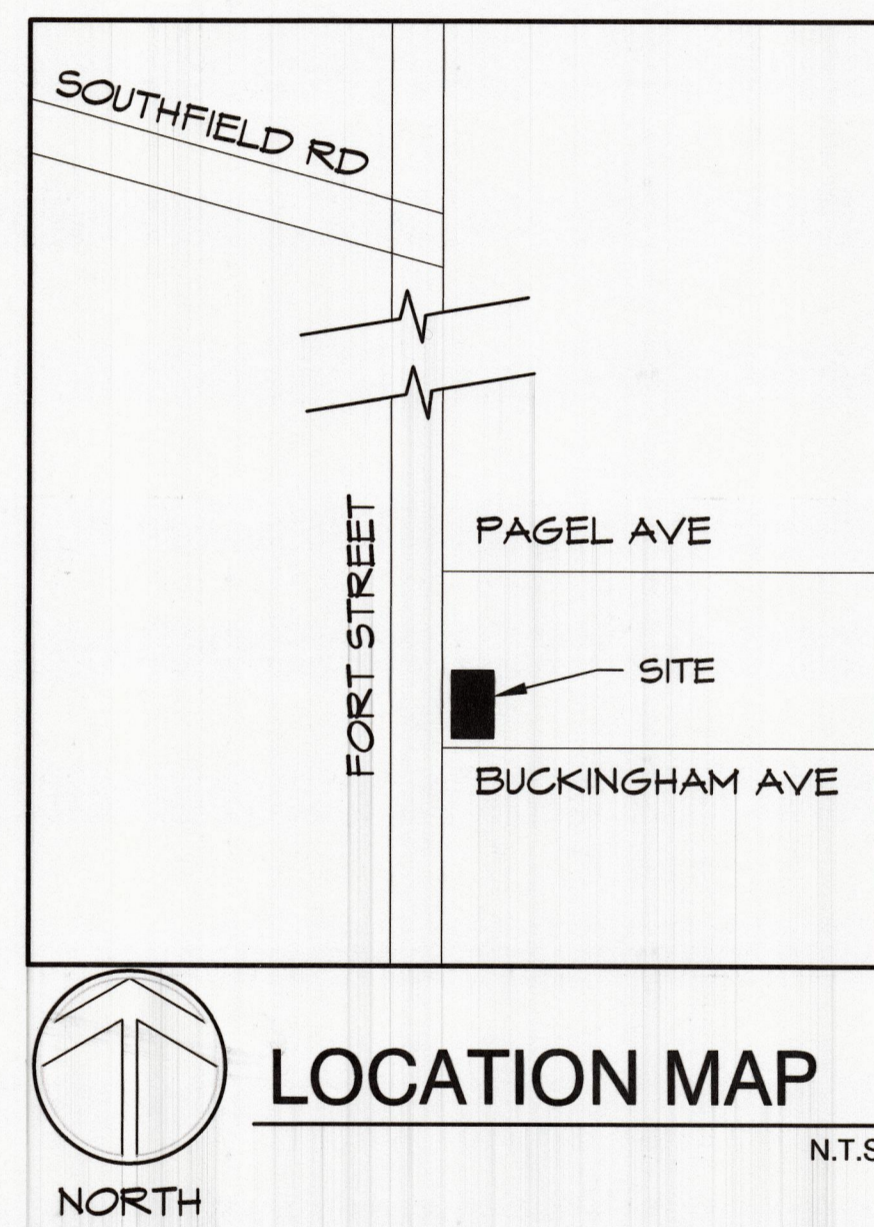 SOUTHFIELD RD
FORT STREET
PAGEL AVE
SITE
BUCKINGHAM AVE
LOCATION MAP
N.T.S
NORTH